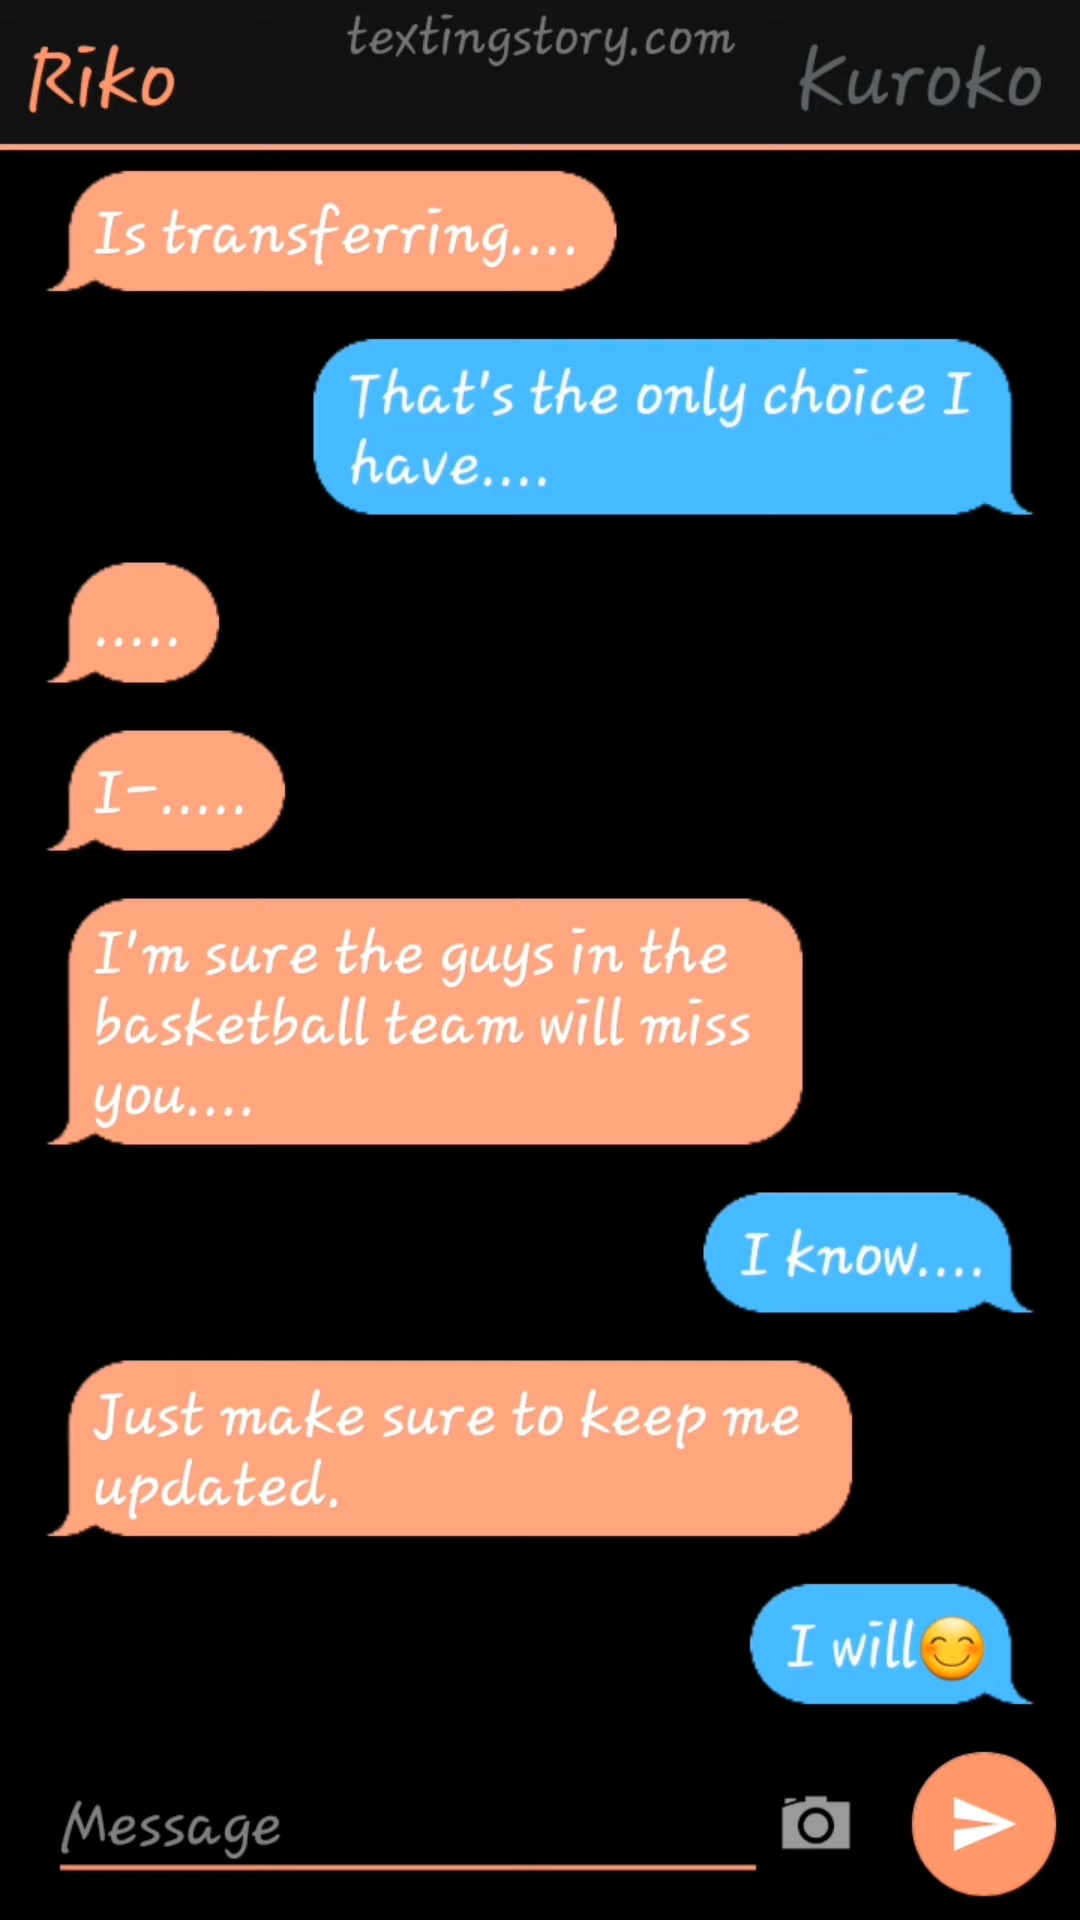 textingstory.com
Riko
Kuroko
Is transferring....
That's the only choice I
have....
.....
I-.....
I'm sure the guys in the
basketball team will miss
you....
I know....
Just make sure to keep me
updated.
I will😊
Message